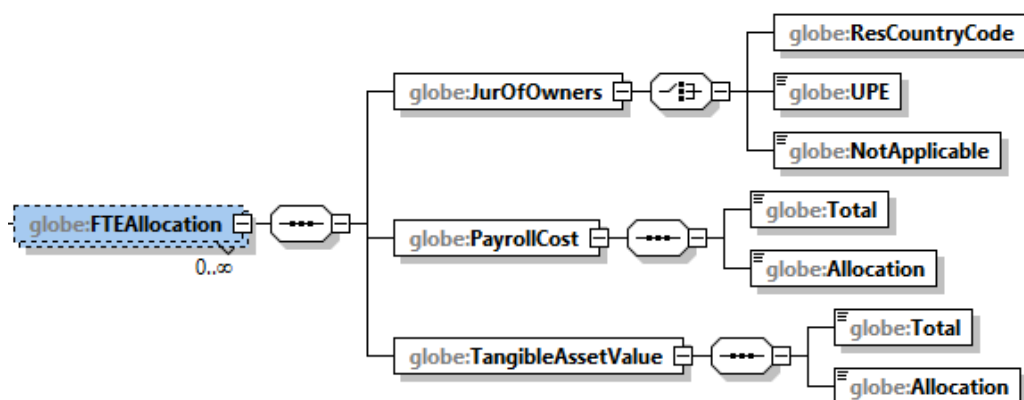 globe:ResCountryCode
globe:JurOfOwners
globe:UPE
globe:NotApplicable
globe:FTEAllocation
0..∞
globe:PayrollCost
globe:Total
globe:Allocation
globe:TangibleAssetValue
globe:Total
globe:Allocation